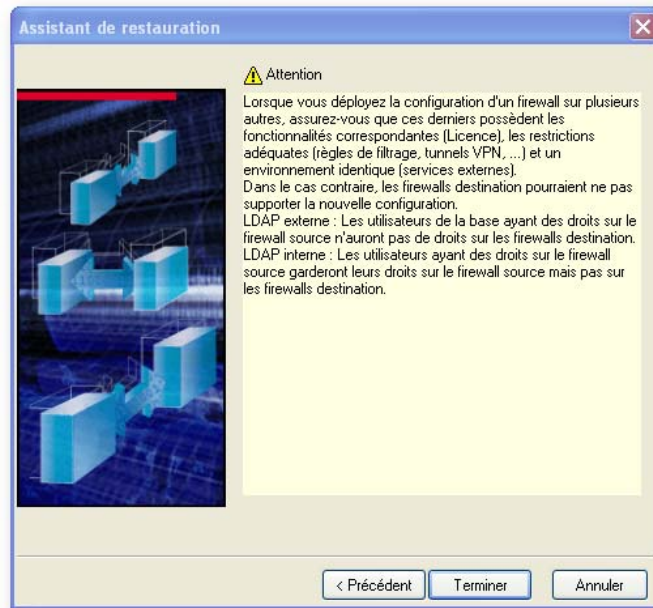 Assistant de restauration
Attention
Lorsque vous déployez la configuration d'un firewall sur plusieurs
autres, assurez-vous que ces derniers possèdent les
fonctionnalités correspondantes (Licence), les restrictions
adéquates (règles de filtrage, tunnels VPN, ...) et un
environnement identique (services externes).
Dans le cas contraire, les firewalls destination pourraient ne pas
supporter la nouvelle configuration.
LDAP externe : Les utilisateurs de la base ayant des droits sur le
firewall source n'auront pas de droits sur les firewalls destination.
LDAP interne : Les utilisateurs ayant des droits sur le firewall
source garderont leurs droits sur le firewall source mais pas sur
les firewalls destination.
< Précédent
Terminer
Annuler